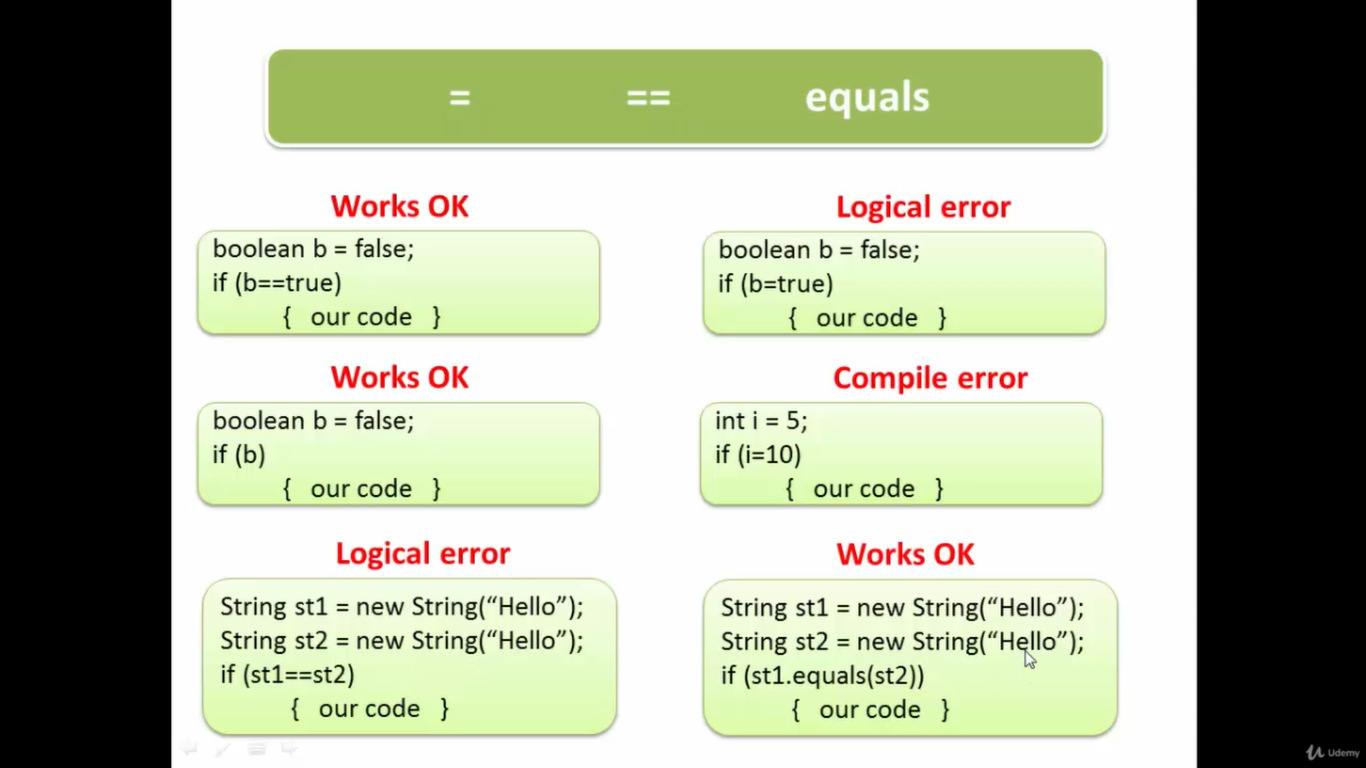 = == equals
Works OK
boolean b = false;
if (b==true)
{ our code }
Logical error
boolean b = false;
if (b=true)
{ our code }
Works OK
boolean b = false;
if (b)
{ our code }
Compile error
int i = 5;
if (i=10)
{ our code }
Logical error
String st1 = new String(“Hello”);
String st2 = new String(“Hello”);
if (st1==st2)
{ our code }
Works OK
String st1 = new String(“Hello”);
String st2 = new String(“Hello”);
if (st1.equals(st2))
{ our code }
Udemy